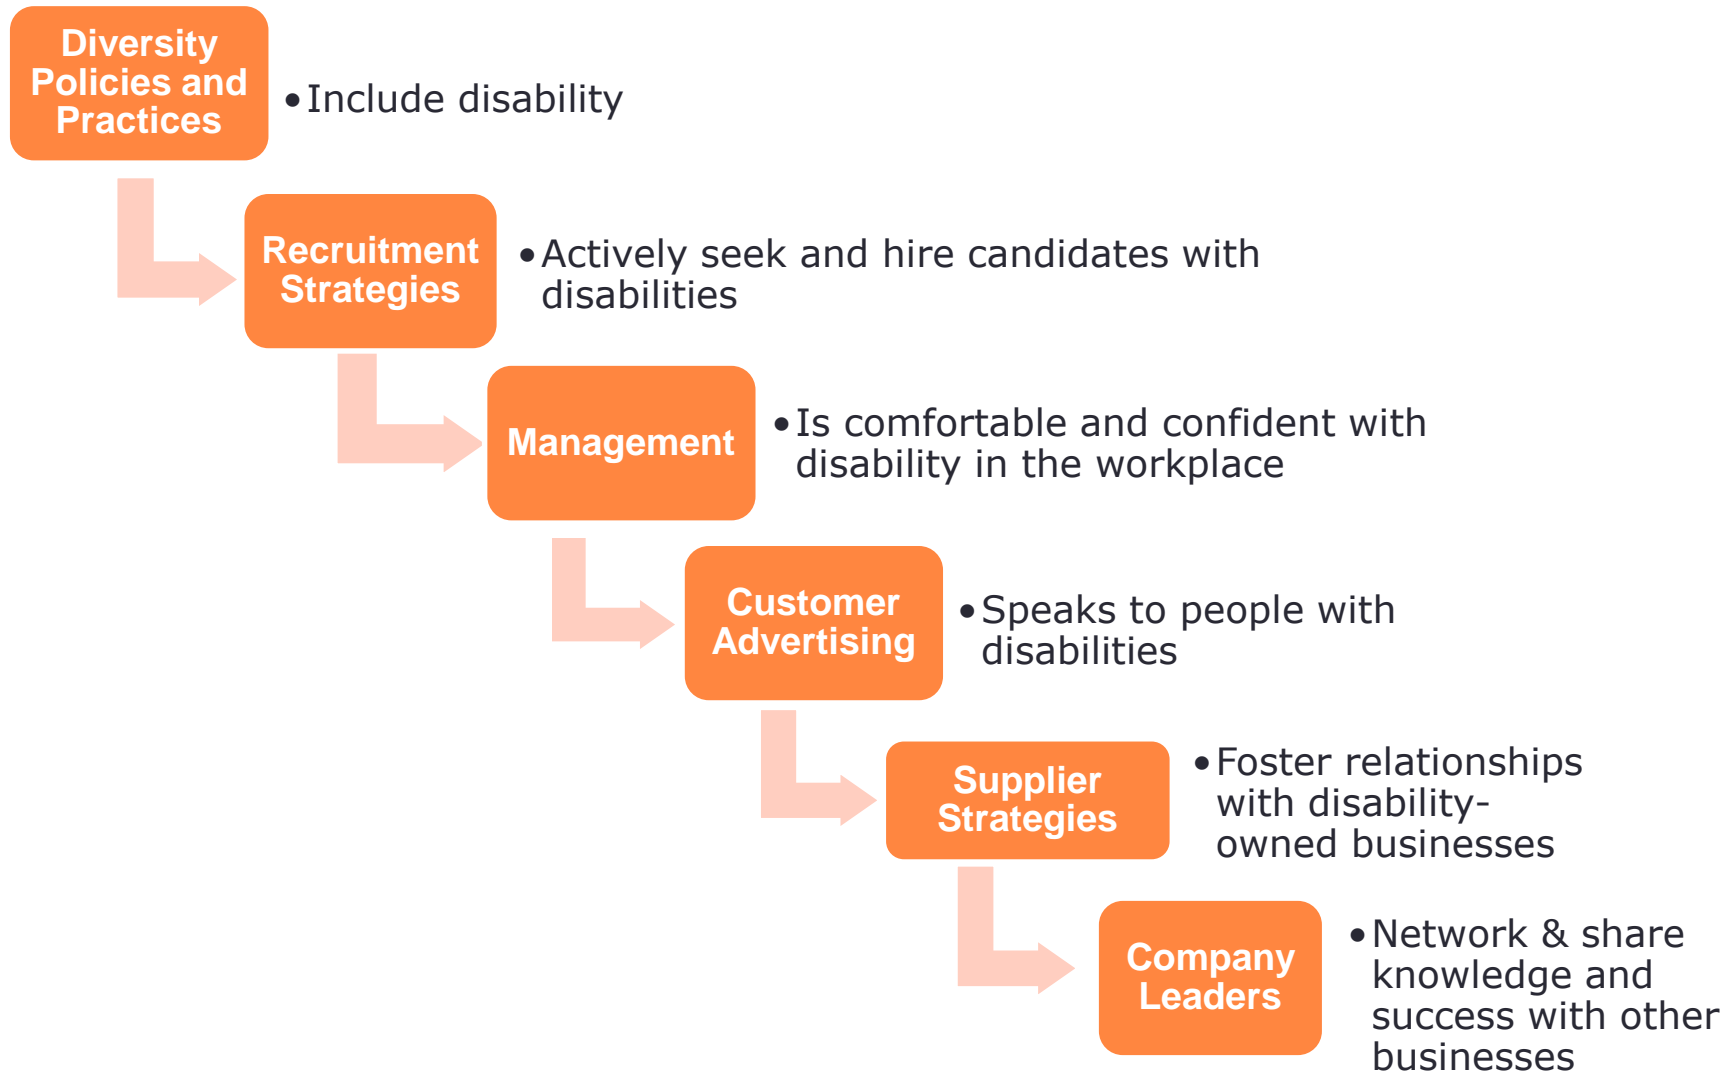 Diversity
Policies and
Practices
•Include disability
Recruitment
Strategies
•Actively seek and hire candidates with
disabilities
Management
•Is comfortable and confident with
disability in the workplace
Customer
Advertising
•Speaks to people with
disabilities
Supplier
Strategies
•Foster relationships
with disability-
owned businesses
Company
Leaders
•Network & share
knowledge and
success with other
businesses